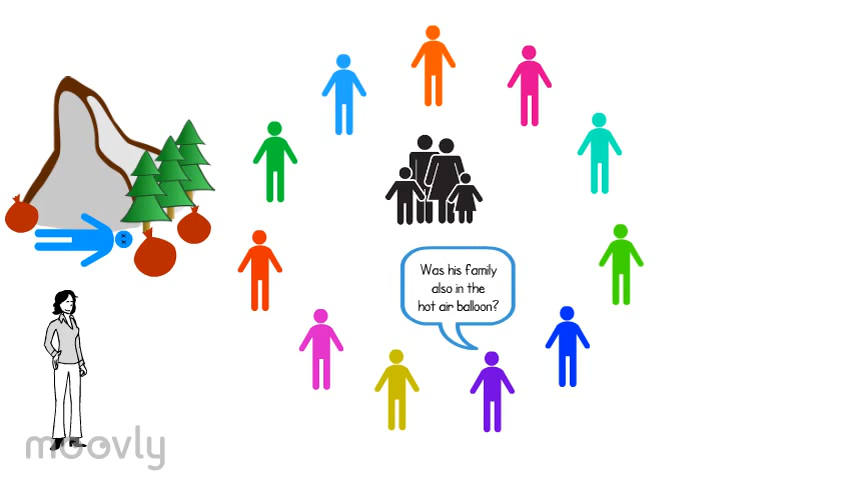 Was his family
also in the
hot air balloon?
moovly